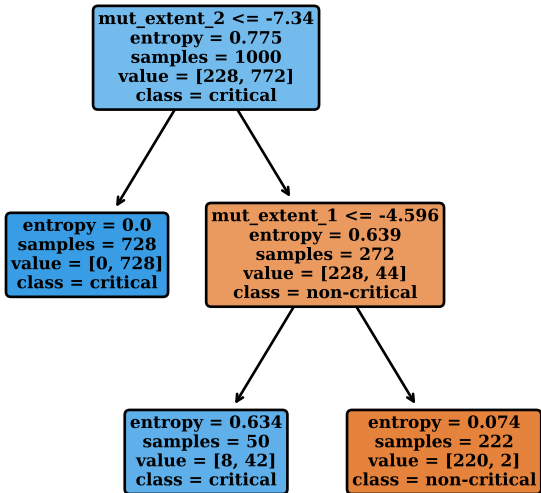 mut_extent_2 <= -7.34
entropy = 0.775
samples = 1000
value = [228, 772]
class = critical
entropy = 0.0
samples = 728
value = [0, 728]
class = critical
mut_extent_1 <= -4.596
entropy = 0.639
samples = 272
value = [228, 44]
class = non-critical
entropy = 0.634
samples = 50
value = [8, 42]
class = critical
entropy = 0.074
samples = 222
value = [220, 2]
class = non-critical